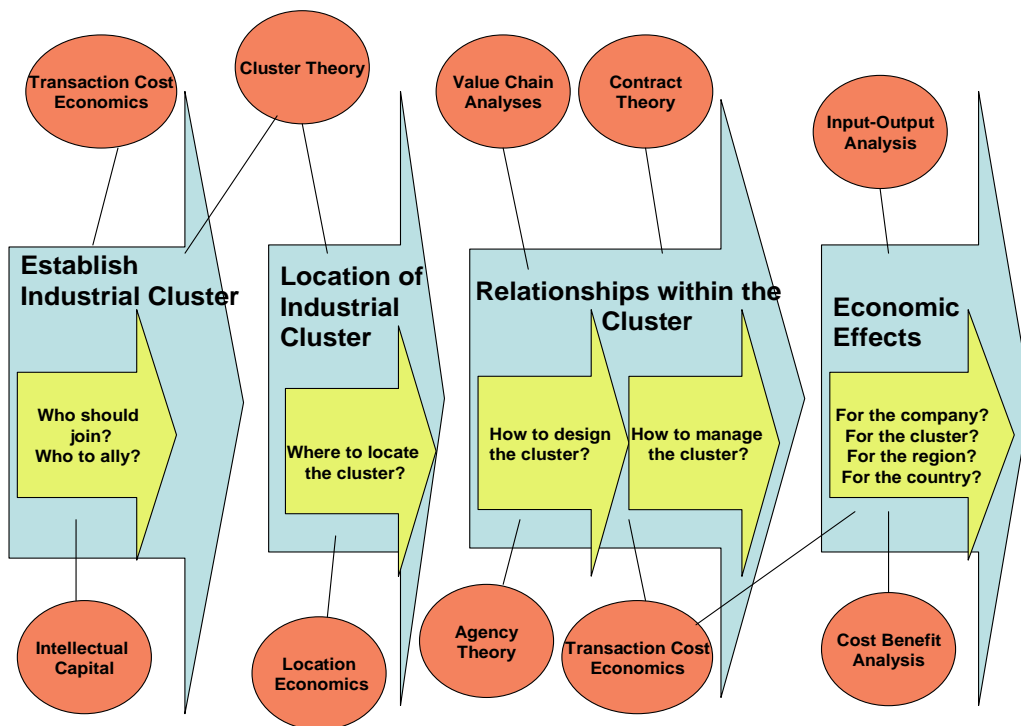 Transaction Cost
Economics
Cluster Theory
Value Chain
Analyses
Contract
Theory
Input-Output
Analysis
Establish
Industrial Cluster
Location of
Industrial
Cluster
Relationships within the
Cluster
Economic
Effects
Who should
join?
Who to ally?
Where to locate
the cluster?
How to design
the cluster?
How to manage
the cluster?
For the company?
For the cluster?
For the region?
For the country?
Intellectual
Capital
Location
Economics
Agency
Theory
Transaction Cost
Economics
Cost Benefit
Analysis